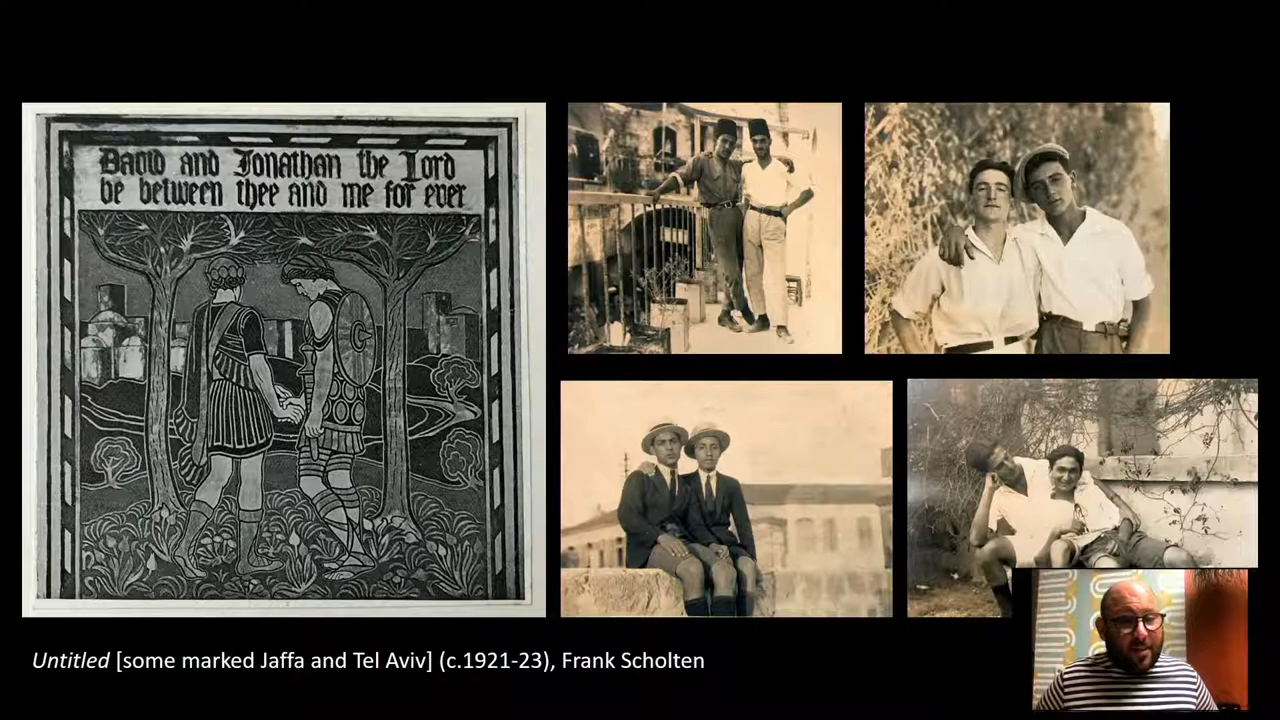 David and Jonathan the Lord
be between thee and me for ever
Untitled [some marked Jaffa and Tel Aviv] (c.1921-23), Frank Scholten